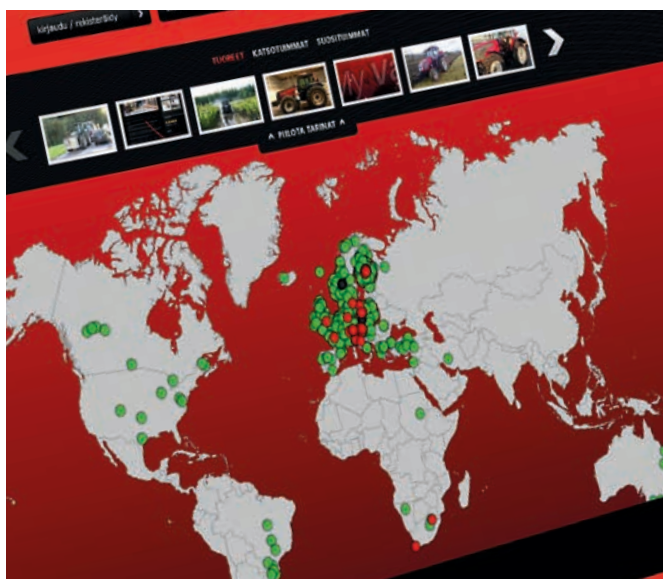 kirjaudu / rekisteröidy
TUOREET KATSOTUIMMAT SUOSITUIMMAT
PIILOTA TARINAT